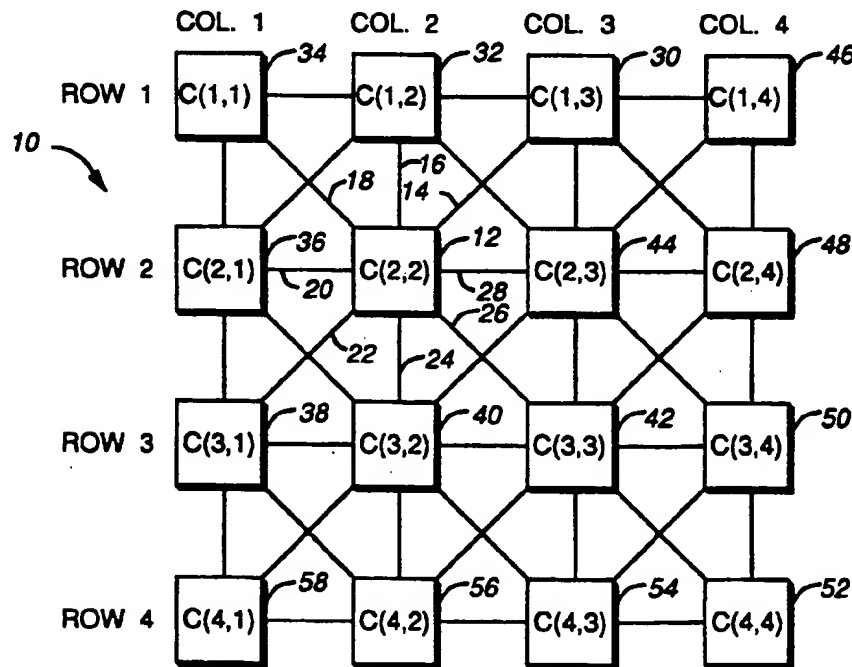 COL. 1 COL. 2 COL. 3 COL. 4
34 32 30 46
ROW 1 C(1,1) C(1,2) C(1,3) C(1,4)
10 18 16 14
36 12 44 48
ROW 2 C(2,1) C(2,2) C(2,3) C(2,4)
20 28
22 24 26
38 40 42 50
ROW 3 C(3,1) C(3,2) C(3,3) C(3,4)
58 56 54 52
ROW 4 C(4,1) C(4,2) C(4,3) C(4,4)